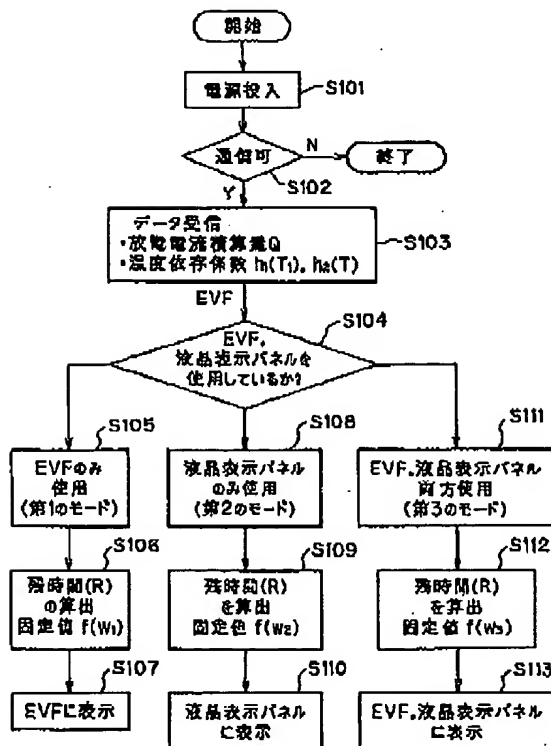 開始
電源投入
S101
通信可
N
終了
S102
Y
データ受信
・放電電流積算量Q
・温度依存係数 h1(T1), h2(T)
S103
EVF
S104
EVF,
液晶表示パネルを
使用しているか?
S105
EVFのみ
使用
(第1のモード)
S108
液晶表示パネル
のみ使用
(第2のモード)
S111
EVF,液晶表示パネル
両方使用
(第3のモード)
S106
残時間(R)
の算出
固定値 f(W1)
S109
残時間(R)
を算出
固定値 f(W2)
S112
残時間(R)
を算出
固定値 f(W3)
S107
EVFに表示
S110
液晶表示パネル
に表示
S113
EVF,液晶表示パネル
に表示